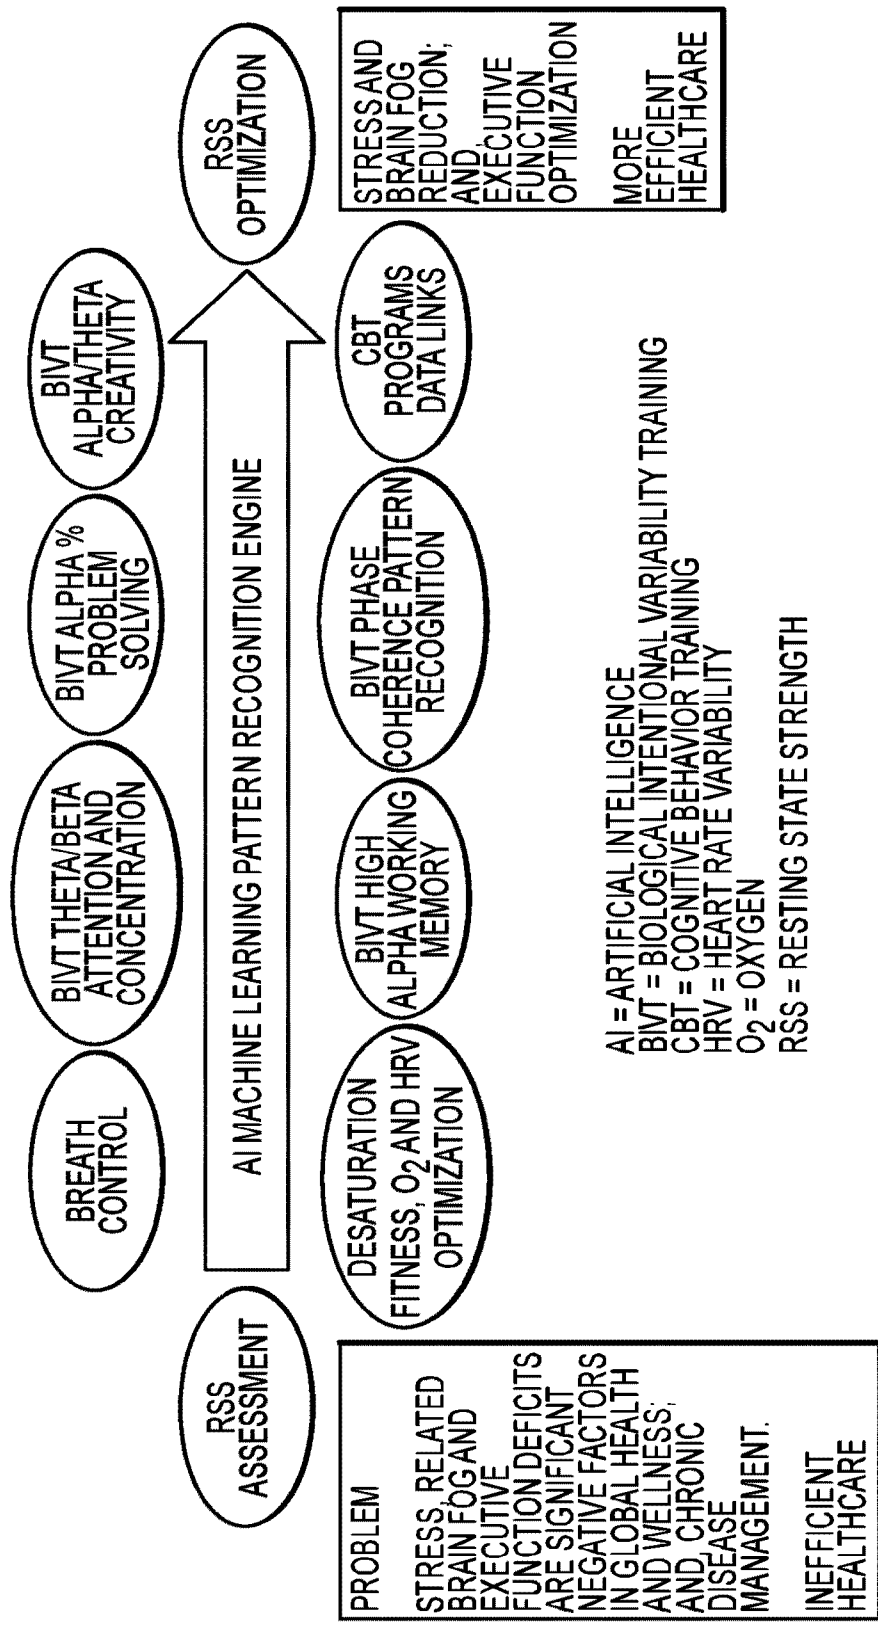 RSS
ASSESSMENT
BREATH
CONTROL
BIVT THETA/BETA
ATTENTION AND
CONCENTRATION
BIVT ALPHA %
PROBLEM
SOLVING
BIVT
ALPHA/THETA
CREATIVITY
AI MACHINE LEARNING PATTERN RECOGNITION ENGINE
RSS
OPTIMIZATION
DESATURATION
FITNESS, O2 AND HRV
OPTIMIZATION
BIVT HIGH
ALPHA WORKING
MEMORY
BIVT PHASE
COHERENCE PATTERN
RECOGNITION
CBT
PROGRAMS
DATA LINKS
PROBLEM
STRESS, RELATED
BRAIN FOG AND
EXECUTIVE
FUNCTION DEFICITS
ARE SIGNIFICANT
NEGATIVE FACTORS
IN GLOBAL HEALTH
AND WELLNESS;
AND, CHRONIC
DISEASE
MANAGEMENT.
INEFFICIENT
HEALTHCARE
STRESS AND
BRAIN FOG
REDUCTION;
AND,
EXECUTIVE
FUNCTION
OPTIMIZATION
MORE
EFFICIENT
HEALTHCARE
AI = ARTIFICIAL INTELLIGENCE
BIVT = BIOLOGICAL INTENTIONAL VARIABILITY TRAINING
CBT = COGNITIVE BEHAVIOR TRAINING
HRV = HEART RATE VARIABILITY
O2 = OXYGEN
RSS = RESTING STATE STRENGTH